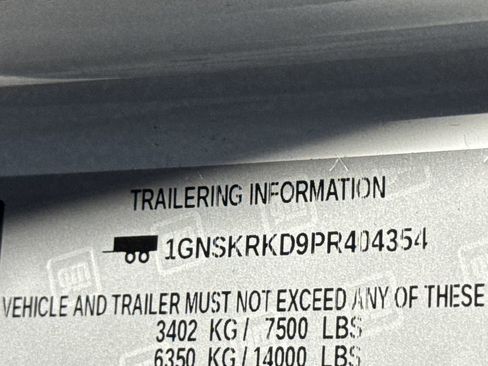 TRAILERING INFORMATION
1GNSKRKD9PR404354
VEHICLE AND TRAILER MUST NOT EXCEED ANY OF THESE
3402 KG / 7500 LBS
6350 KG / 14000 LBS